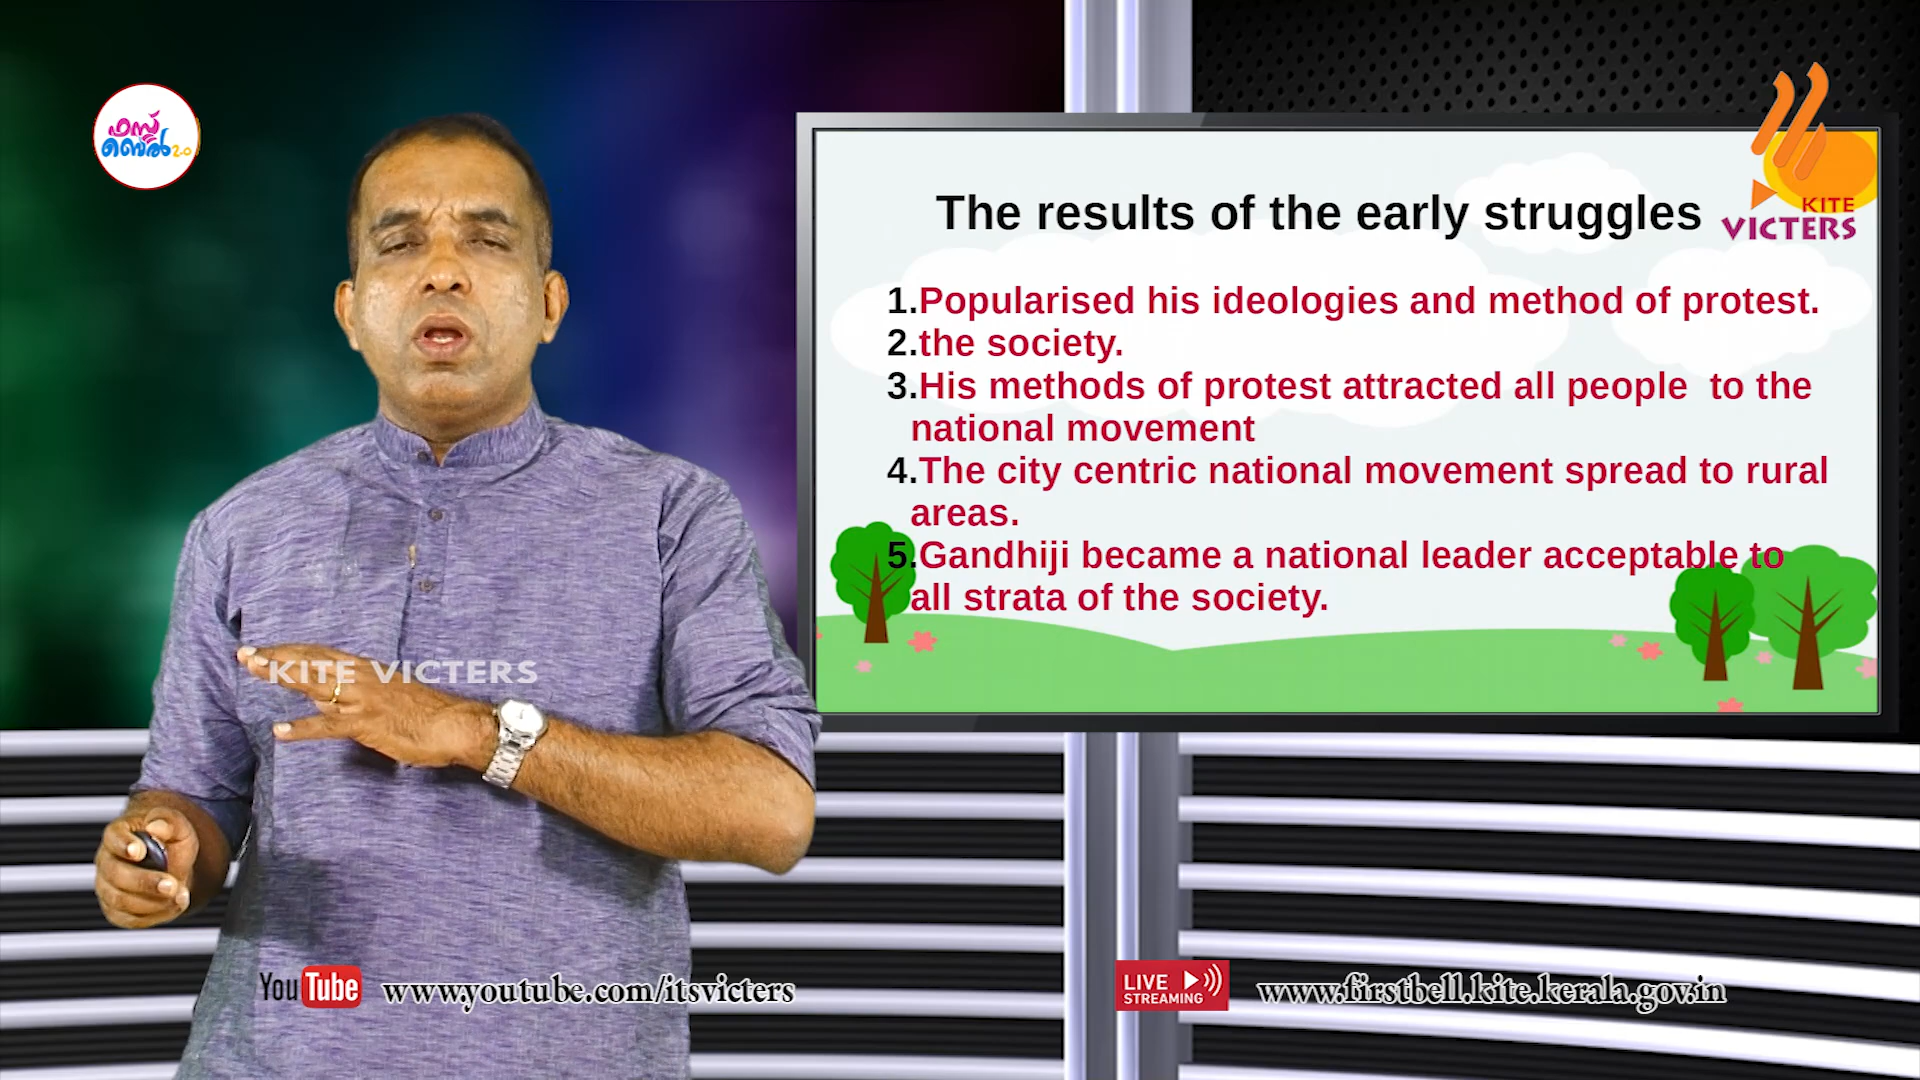 ഫസ്റ്റ്
ബെൽ 2.0
KITE
VICTERS
The results of the early struggles
1.Popularised his ideologies and method of protest.
2.the society.
3.His methods of protest attracted all people to the
national movement
4.The city centric national movement spread to rural
areas.
5.Gandhiji became a national leader acceptable to
all strata of the society.
KITE VICTERS
YouTube www.youtube.com/itsvicters
LIVE
STREAMING
www.firstbell.kite.kerala.gov.in